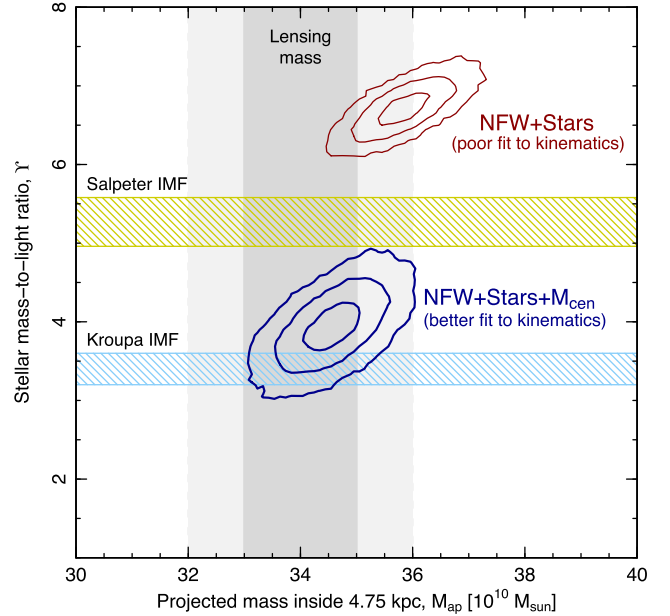 8
6
4
2
Stellar mass−to−light ratio, ϒ
Lensing
mass
NFW+Stars
(poor fit to kinematics)
Salpeter IMF
NFW+Stars+Mcen
(better fit to kinematics)
Kroupa IMF
30 32 34 36 38 40
Projected mass inside 4.75 kpc, Map [10^10 Msun]